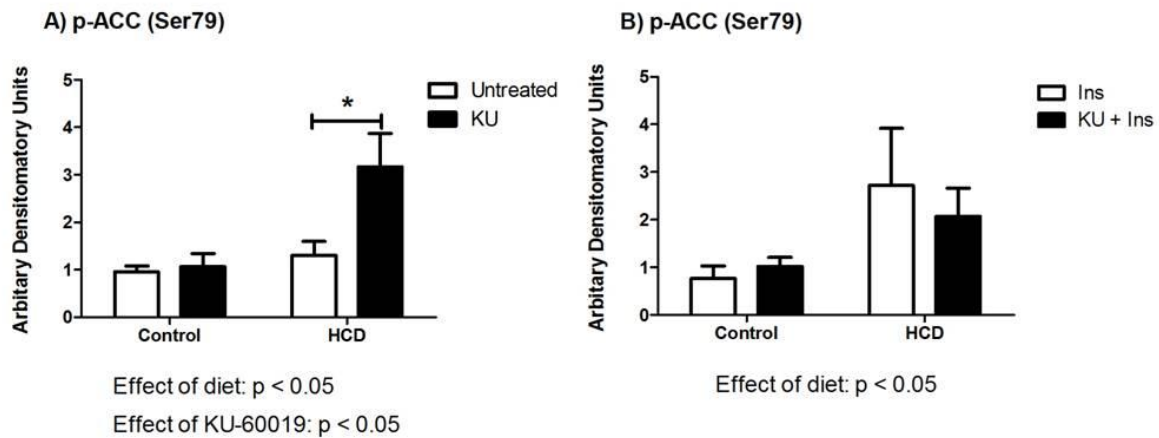 A) p-ACC (Ser79)
Arbitary Densitomatory Units
5
4
3
2
1
0
*
Untreated
KU
Control
HCD
Effect of diet: p < 0.05
Effect of KU-60019: p < 0.05
B) p-ACC (Ser79)
Arbitary Densitomatory Units
5
4
3
2
1
0
Ins
KU + Ins
Control
HCD
Effect of diet: p < 0.05